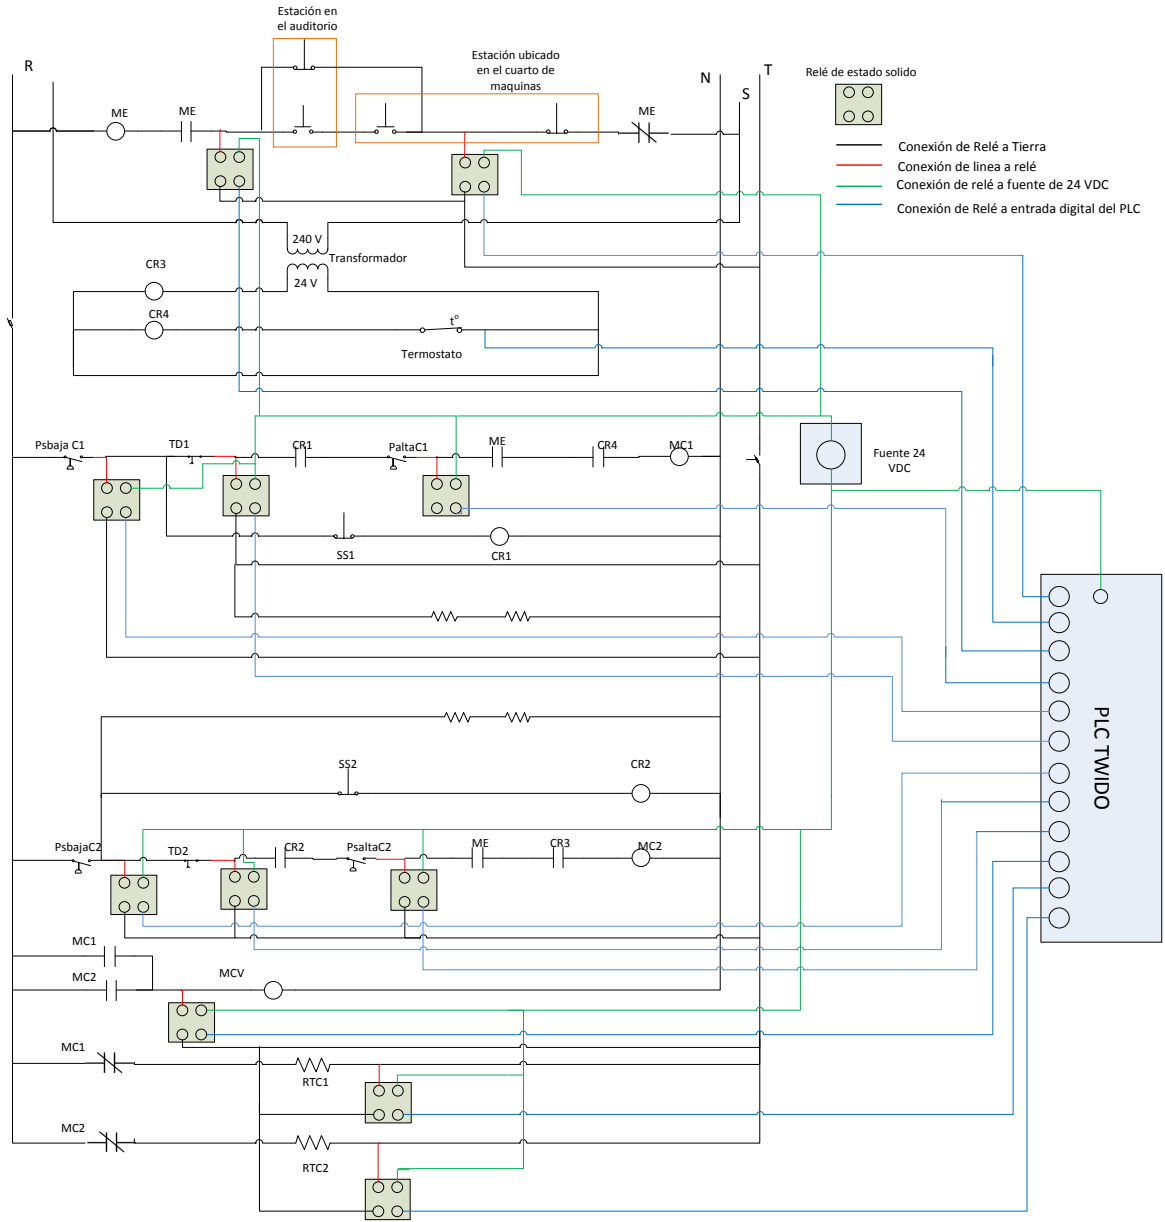 Estación en
el auditorio
Estación ubicado
en el cuarto de
maquinas
R
N
S
T
Relé de estado solido
ME
ME
ME
Conexión de Relé a Tierra
Conexión de linea a relé
Conexión de relé a fuente de 24 VDC
Conexión de Relé a entrada digital del PLC
240 V
Transformador
24 V
CR3
CR4
to
Termostato
Psbaja C1
TD1
CR1
PaltaC1
ME
CR4
MC1
Fuente 24
VDC
SS1
CR1
PLC TWIDO
SS2
CR2
PsbajaC2
TD2
CR2
PsaltaC2
ME
CR3
MC2
MC1
MC2
MCV
MC1
RTC1
MC2
RTC2